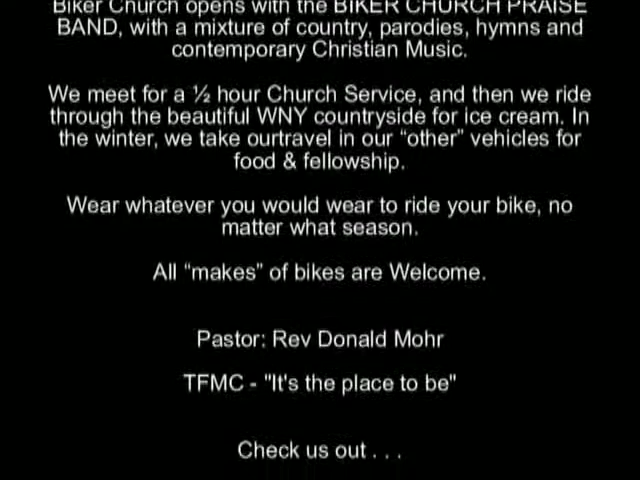 Biker Church opens with the BIKER CHURCH PRAISE
BAND, with a mixture of country, parodies, hymns and
contemporary Christian Music.
We meet for a ½ hour Church Service, and then we ride
through the beautiful WNY countryside for ice cream. In
the winter, we take ourtravel in our “other” vehicles for
food & fellowship.
Wear whatever you would wear to ride your bike, no
matter what season.
All “makes” of bikes are Welcome.
Pastor: Rev Donald Mohr
TFMC - "It's the place to be"
Check us out . . .